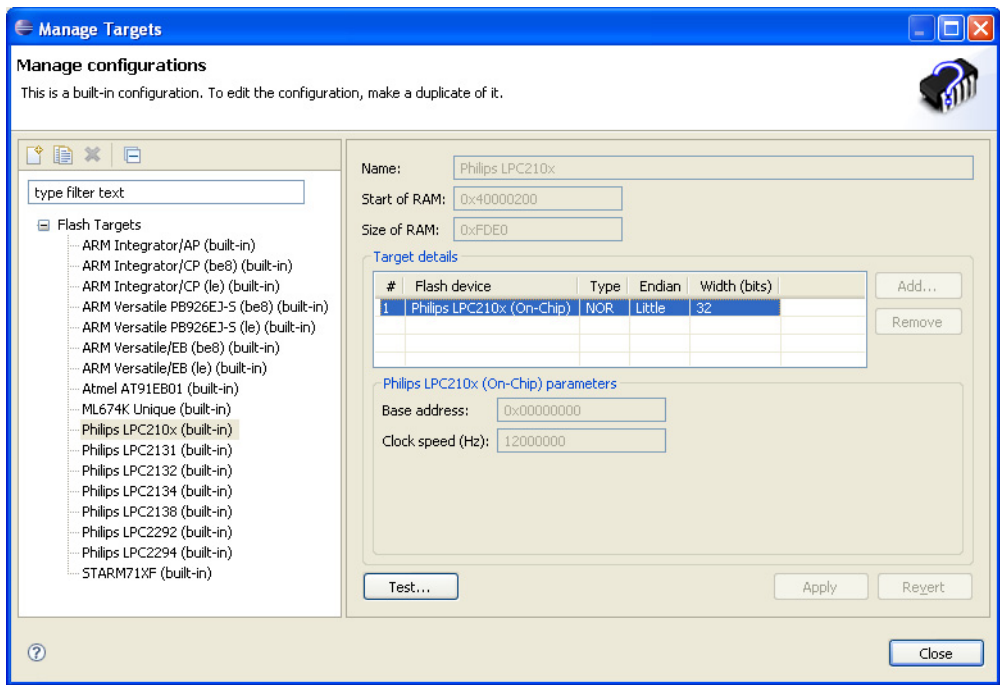 Manage Targets
Manage configurations
This is a built-in configuration. To edit the configuration, make a duplicate of it.
type filter text
Flash Targets
ARM Integrator/AP (built-in)
ARM Integrator/CP (be8) (built-in)
ARM Integrator/CP (le) (built-in)
ARM Versatile PB926EJ-S (be8) (built-in)
ARM Versatile PB926EJ-S (le) (built-in)
ARM Versatile/EB (be8) (built-in)
ARM Versatile/EB (le) (built-in)
Atmel AT91EB01 (built-in)
ML674K Unique (built-in)
Philips LPC210x (built-in)
Philips LPC2131 (built-in)
Philips LPC2132 (built-in)
Philips LPC2134 (built-in)
Philips LPC2138 (built-in)
Philips LPC2292 (built-in)
Philips LPC2294 (built-in)
STARM71XF (built-in)
Name: Philips LPC210x
Start of RAM: 0x40000200
Size of RAM: 0xFDE0
Target details
# Flash device Type Endian Width (bits)
1 Philips LPC210x (On-Chip) NOR Little 32
Add...
Remove
Philips LPC210x (On-Chip) parameters
Base address: 0x00000000
Clock speed (Hz): 12000000
Test... Apply Revert
? Close